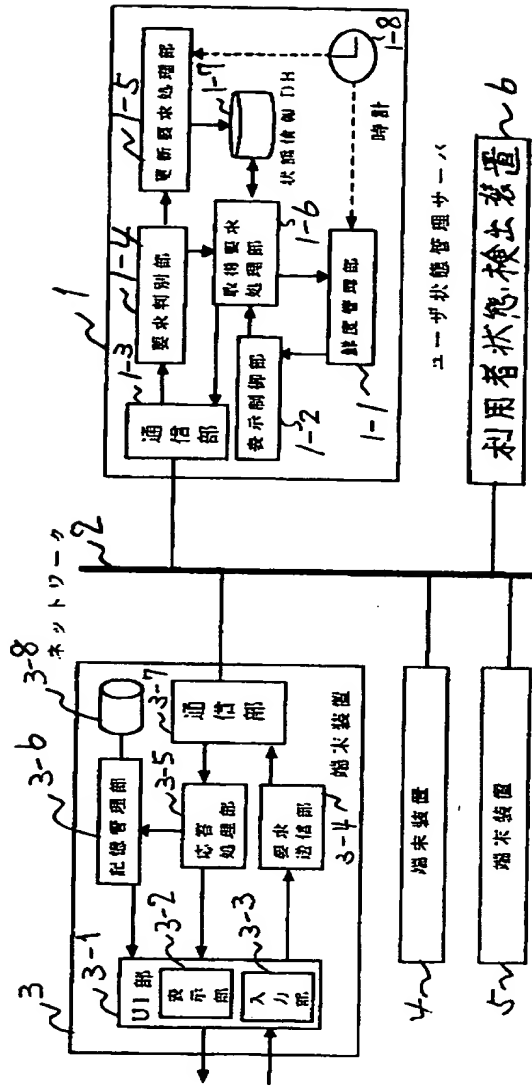 3
3-1
UI部
3-2
表示部
3-3
入力部
3-6
記憶管理部
3-8
3-5
応答
処理部
3-4
要求
送信部
3-7
通信部
端末装置
ネットワーク
2
4
端末装置
5
端末装置
1
1-3
通信部
1-4
要求判別部
1-5
更新要求処理部
1-7
状態情報DB
1-6
取得要求
処理部
1-2
表示制御部
1-1
鮮度管理部
1-8
時計
ユーザ状態管理サーバ
利用者状態検出装置
6